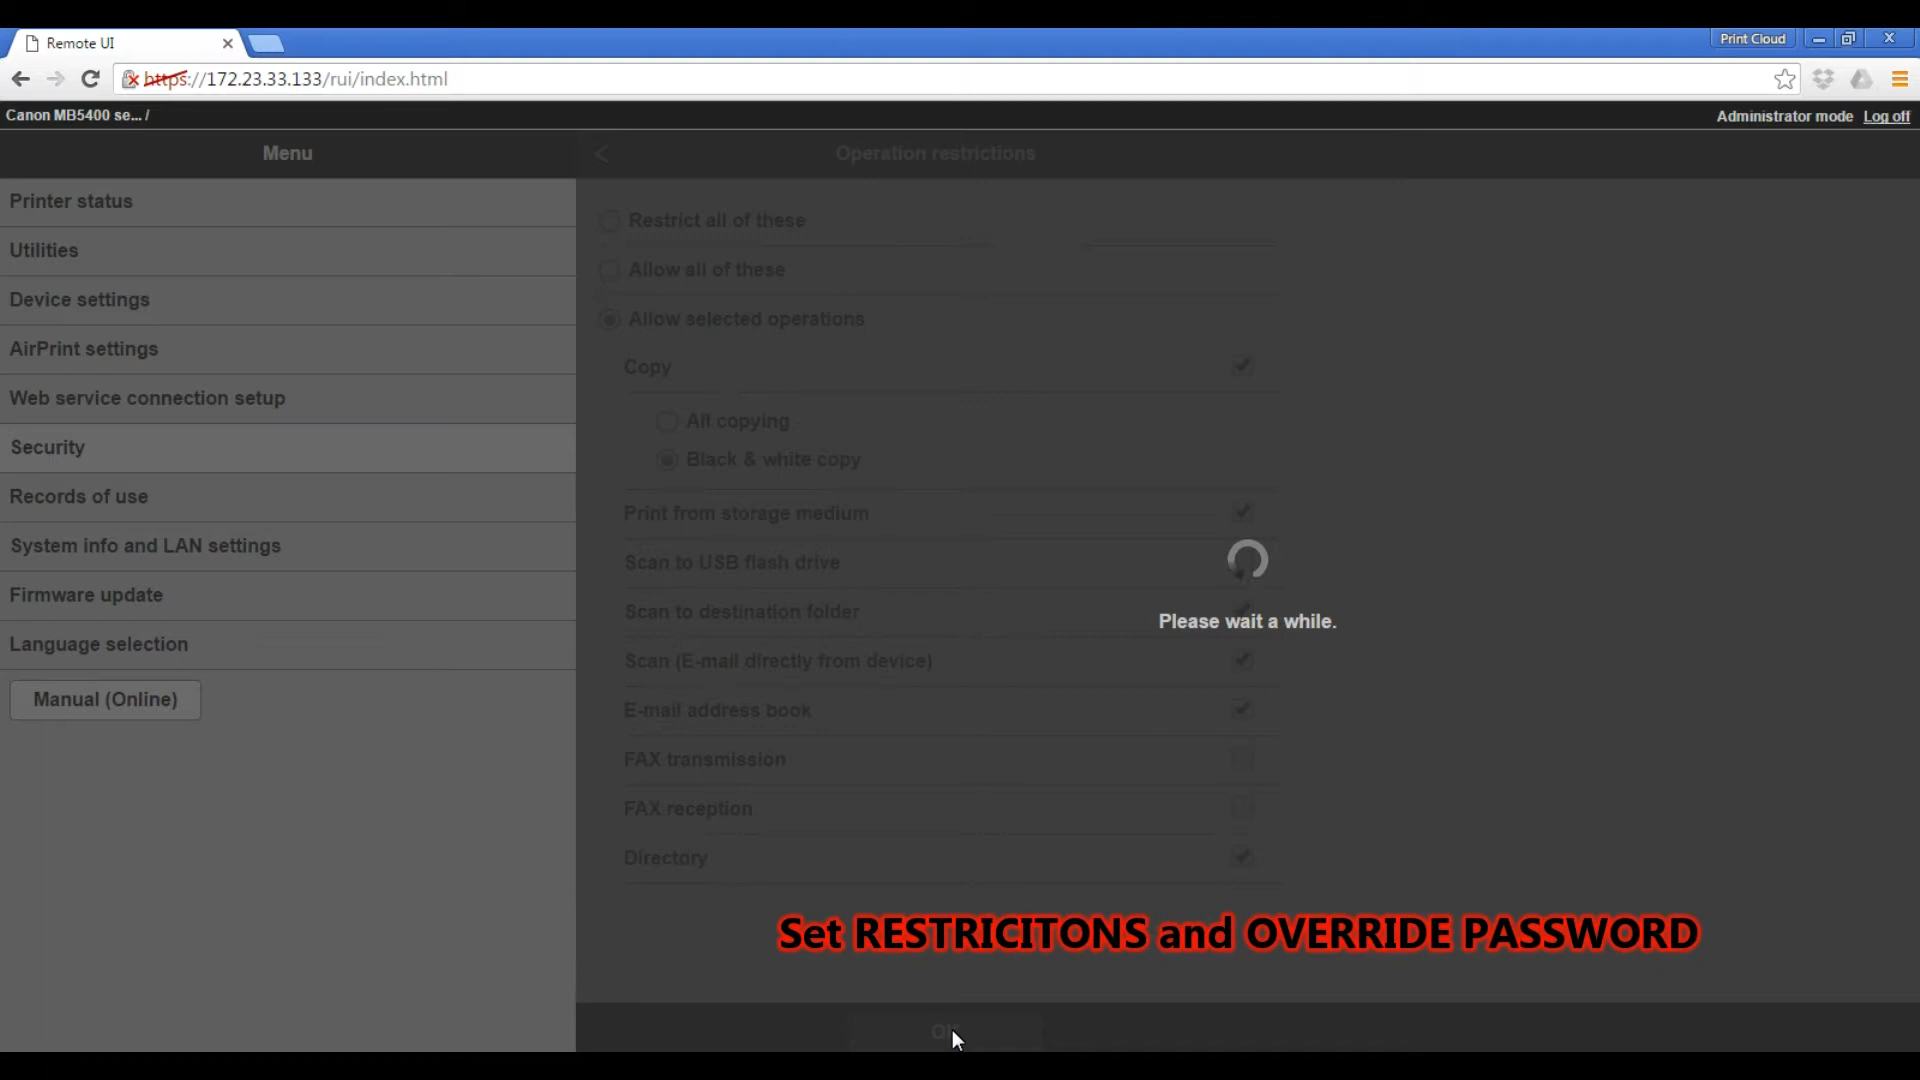 Remote UI
Print Cloud
https://172.23.33.133/rui/index.html
Canon MB5400 se... /
Administrator mode Log off
Menu
Operation restrictions
Printer status
Utilities
Device settings
AirPrint settings
Web service connection setup
Security
Records of use
System info and LAN settings
Firmware update
Language selection
Manual (Online)
Restrict all of these
Allow all of these
Allow selected operations
Copy
All copying
Black & white copy
Print from storage medium
Scan to USB flash drive
Scan to destination folder
Please wait a while.
Scan (E-mail directly from device)
E-mail address book
FAX transmission
FAX reception
Directory
Set RESTRICITONS and OVERRIDE PASSWORD
OK